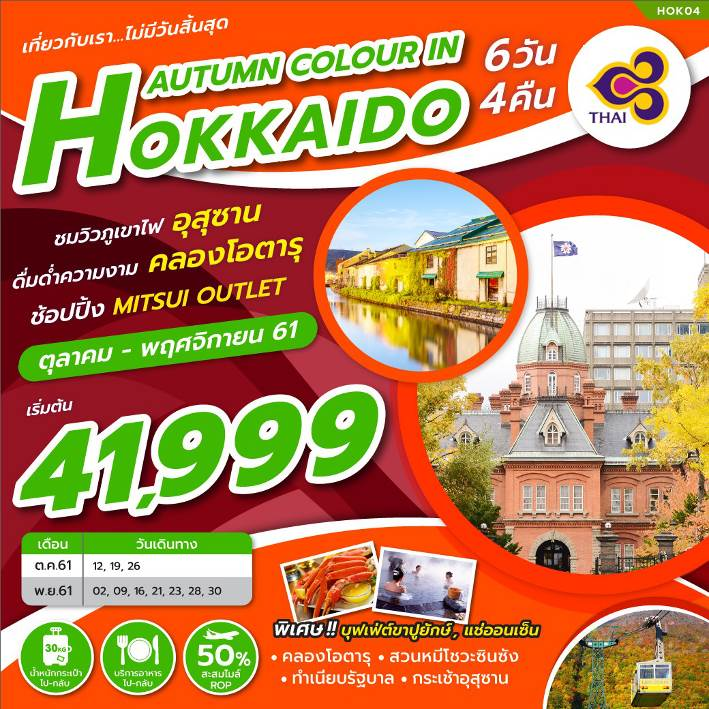 HOK04
เที่ยวกับเรา...ไม่มีวันสิ้นสุด
AUTUMN COLOUR IN
HOKKAIDO
6วัน
4คืน
THAI
ชมวิวภูเขาไฟ อุสุซาน
ดื่มด่ำความงาม คลองโอตารุ
ช้อปปิ้ง MITSUI OUTLET
ตุลาคม - พฤศจิกายน 61
เริ่มต้น
41,999
เดือน วันเดินทาง
ต.ค.61 12, 19, 26
พ.ย.61 02, 09, 16, 21, 23, 28, 30
30KG
น้ำหนักกระเป๋า
ไป-กลับ
บริการอาหาร
ไป-กลับ
50%
สะสมไมล์
ROP
พิเศษ!! บุฟเฟ่ต์ขาปูยักษ์, แช่ออนเซ็น
• คลองโอตารุ • สวนหมีโชวะชินซัง
• ทำเนียบรัฐบาล • กระเช้าอุสุซาน